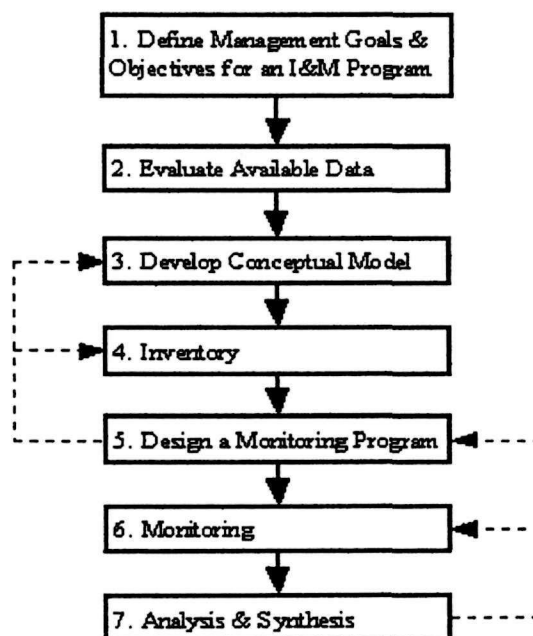 1. Define Management Goals &
Objectives for an I&M Program
2. Evaluate Available Data
3. Develop Conceptual Model
4. Inventory
5. Design a Monitoring Program
6. Monitoring
7. Analysis & Synthesis